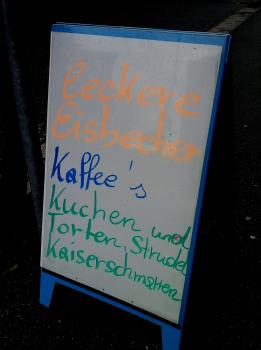 leckere
Eisbecher
Kaffee's
Kuchen und
Torten, Strudel
Kaiserschmarren